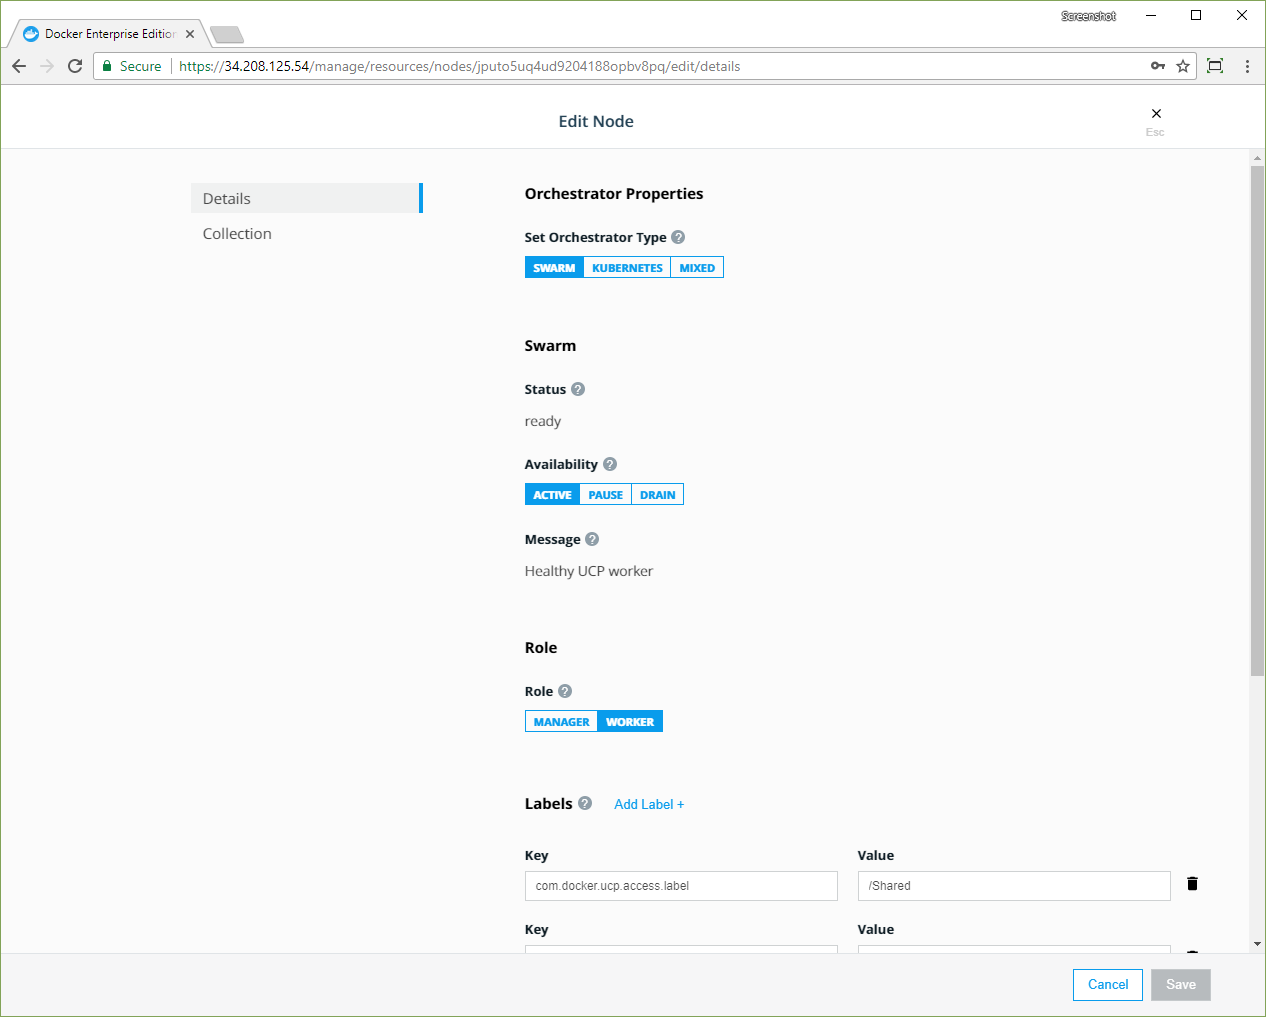 Screenshot
Docker Enterprise Edition
Secure
https://34.208.125.54/manage/resources/nodes/jputo5uq4ud9204188opbv8pq/edit/details
Edit Node
Esc
Details
Collection
Orchestrator Properties
Set Orchestrator Type ?
SWARM KUBERNETES MIXED
Swarm
Status ?
ready
Availability ?
ACTIVE PAUSE DRAIN
Message ?
Healthy UCP worker
Role
Role ?
MANAGER WORKER
Labels ? Add Label +
Key Value
com.docker.ucp.access.label /Shared
Key Value
Cancel Save